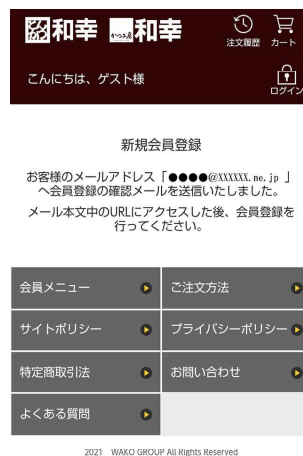 和幸 かつ工房 和幸
注文履歴 カート
こんにちは、ゲスト様
ログイン
新規会員登録
お客様のメールアドレス「●●●●@XXXXXX.ne.jp 」
へ会員登録の確認メールを送信いたしました。
メール本文中のURLにアクセスした後、会員登録を
行ってください。
会員メニュー
ご注文方法
サイトポリシー
プライバシーポリシー
特定商取引法
お問い合わせ
よくある質問
2021 WAKO GROUP All Rights Reserved